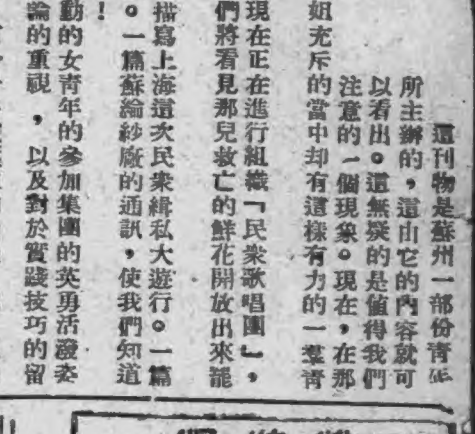 這刊物是蘇州一部份青
所主辦的,這由它的內容就可
以看出。這無疑的是值得我們
注意的一個現象。現在,在那
姐充斥的當中却有這樣有力的一羣青
現在正在進行組織「民衆歌唱團」,
們將看見那兒救亡的鮮花開放出來罷
描寫上海這次民衆緝私大遊行。一篇
。一篇蘇綸紗廠的通訊,使我們知道
!
動的女青年的參加集團的英勇活潑姿
論的重視,以及對於實踐技巧的留